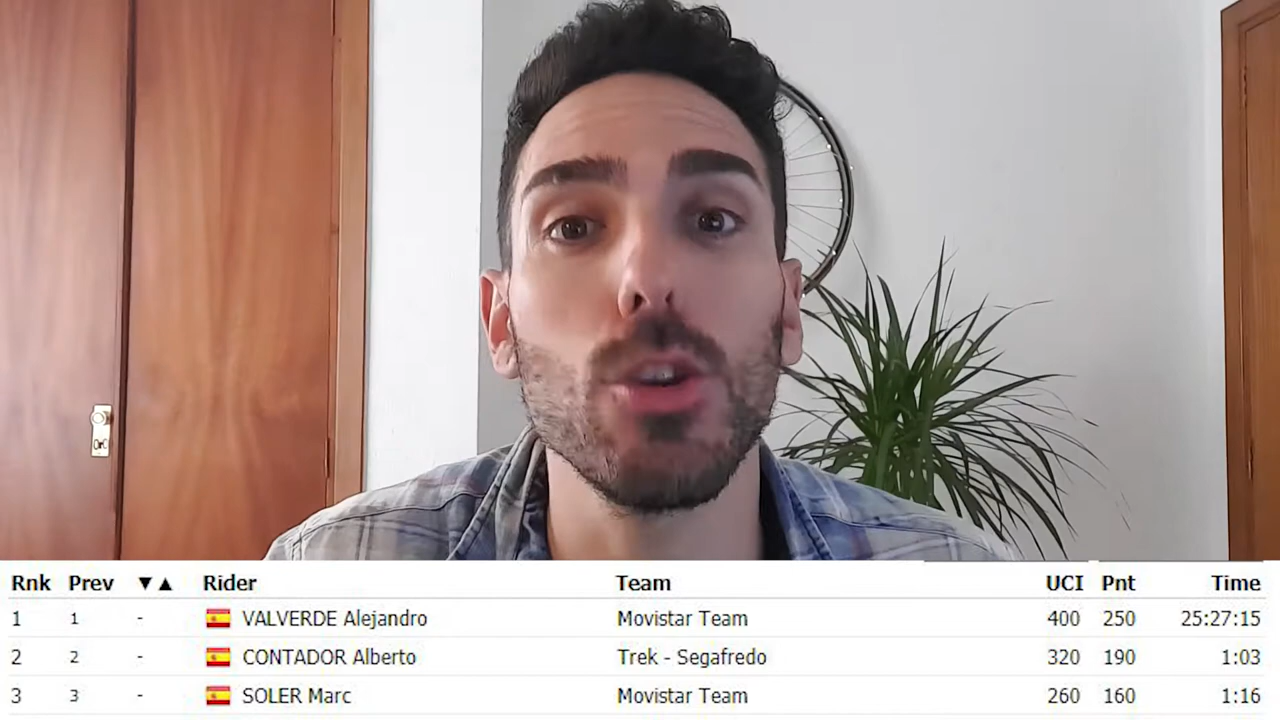 Rnk Prev ▼▲ Rider Team UCI Pnt Time
1 1 - VALVERDE Alejandro Movistar Team 400 250 25:27:15
2 2 - CONTADOR Alberto Trek - Segafredo 320 190 1:03
3 3 - SOLER Marc Movistar Team 260 160 1:16